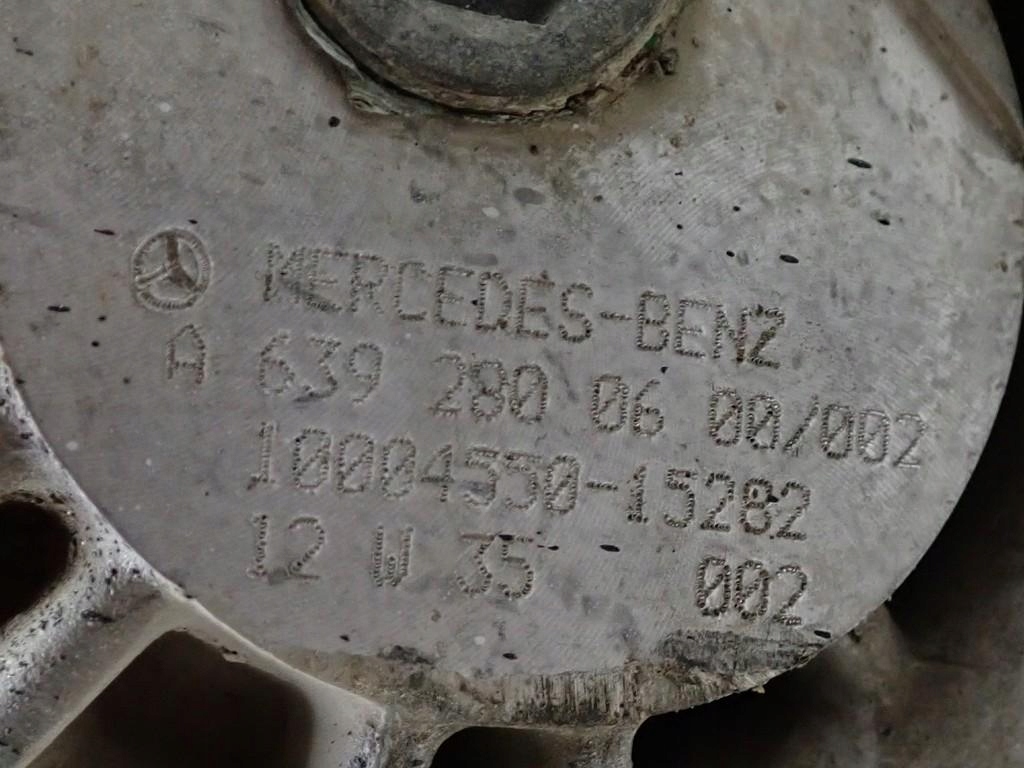 MERCEDES-BENZ
A 639 280 06 00/002
10004550-15282
12 W 35 002